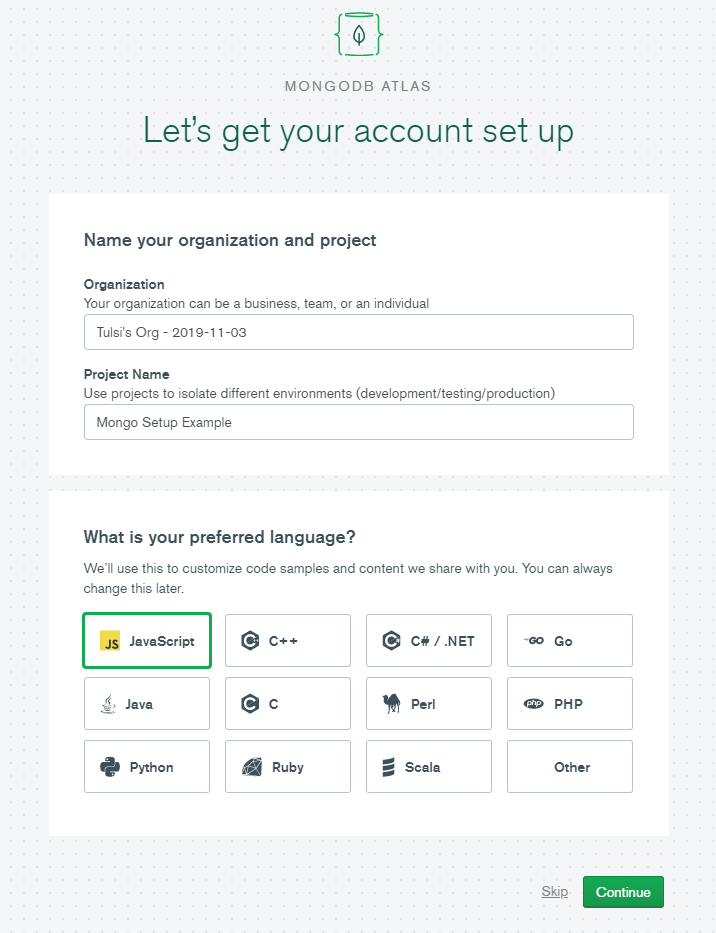 MONGODB ATLAS
Let's get your account set up
Name your organization and project
Organization
Your organization can be a business, team, or an individual
Tulsi's Org - 2019-11-03
Project Name
Use projects to isolate different environments (development/testing/production)
Mongo Setup Example
What is your preferred language?
We'll use this to customize code samples and content we share with you. You can always
change this later.
JS JavaScript
C++ C++
C# C# / .NET
GO Go
Java
C C
Perl
php PHP
Python
Ruby
Scala
Other
Skip
Continue